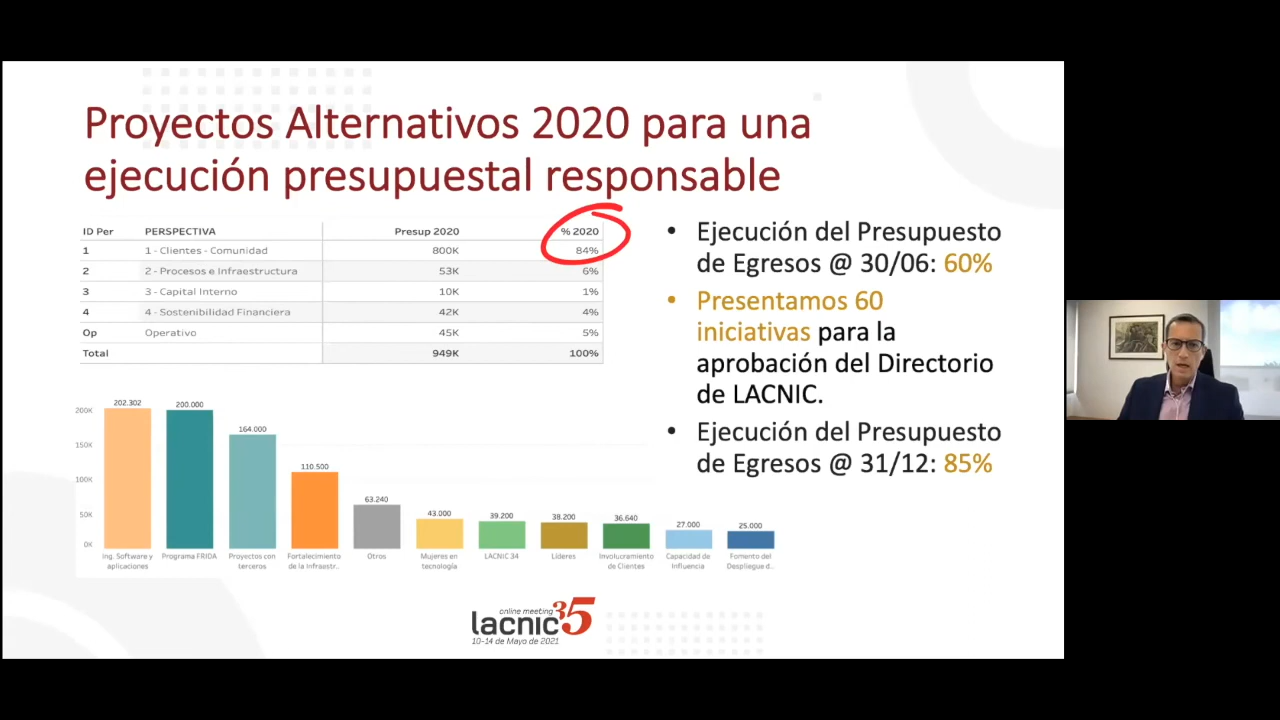 Proyectos Alternativos 2020 para una
ejecución presupuestal responsable
ID Per PERSPECTIVA Presup 2020 % 2020
1 1 - Clientes - Comunidad 800K 84%
2 2 - Procesos e Infraestructura 53K 6%
3 3 - Capital Interno 10K 1%
4 4 - Sostenibilidad Financiera 42K 4%
Op Operativo 45K 5%
Total 949K 100%
• Ejecución del Presupuesto
de Egresos @ 30/06: 60%
• Presentamos 60
iniciativas para la
aprobación del Directorio
de LACNIC.
• Ejecución del Presupuesto
de Egresos @ 31/12: 85%
200K
150K
100K
50K
0K
202.302 200.000 164.000 110.500 63.240 43.000 39.200 38.200 36.640 27.000 25.000
Ing. Software y Programa FRIDA Proyectos con Fortalecimiento Otros Mujeres en LACNIC 34 Líderes Involucramiento Capacidad de Fomento del
aplicaciones terceros de la Infraestr.. tecnología de Clientes Influencia Despliegue d..
online meeting
lacnic35
10-14 de Mayo de 2021